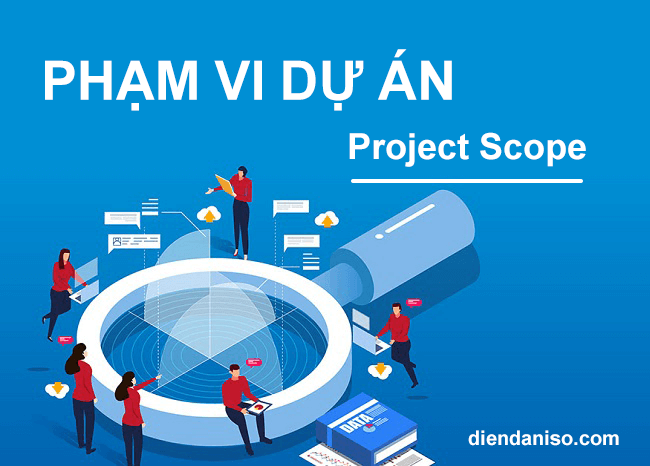 PHẠM VI DỰ ÁN
Project Scope
DATA
diendaniso.com